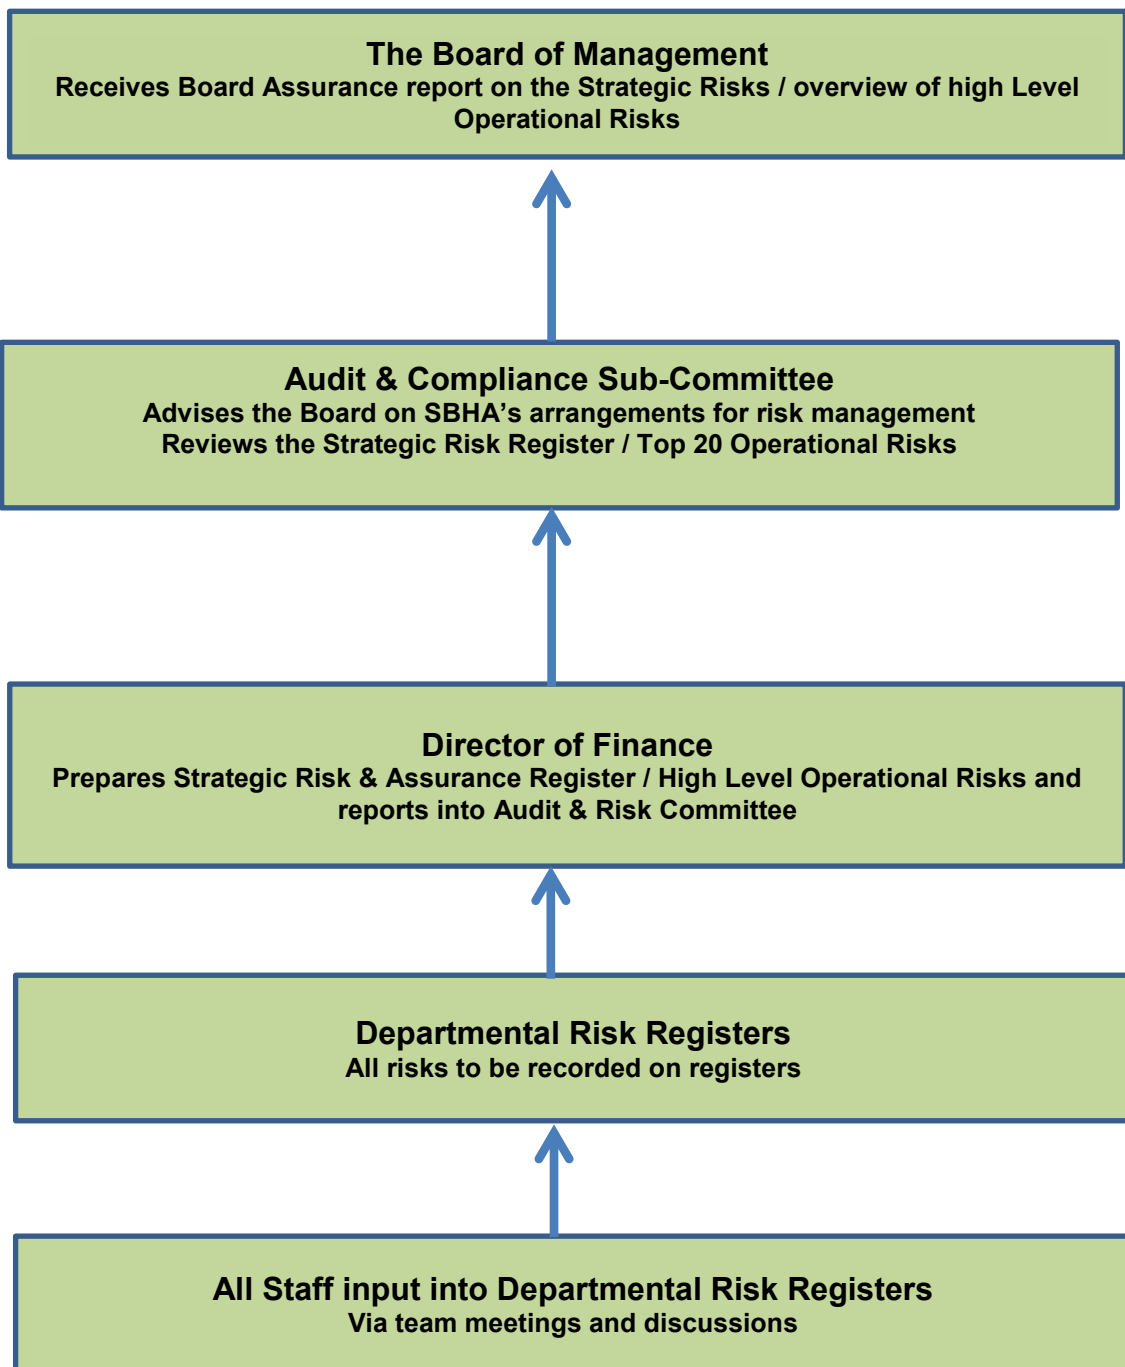 The Board of Management
Receives Board Assurance report on the Strategic Risks / overview of high Level
Operational Risks
Audit & Compliance Sub-Committee
Advises the Board on SBHA’s arrangements for risk management
Reviews the Strategic Risk Register / Top 20 Operational Risks
Director of Finance
Prepares Strategic Risk & Assurance Register / High Level Operational Risks and
reports into Audit & Risk Committee
Departmental Risk Registers
All risks to be recorded on registers
All Staff input into Departmental Risk Registers
Via team meetings and discussions